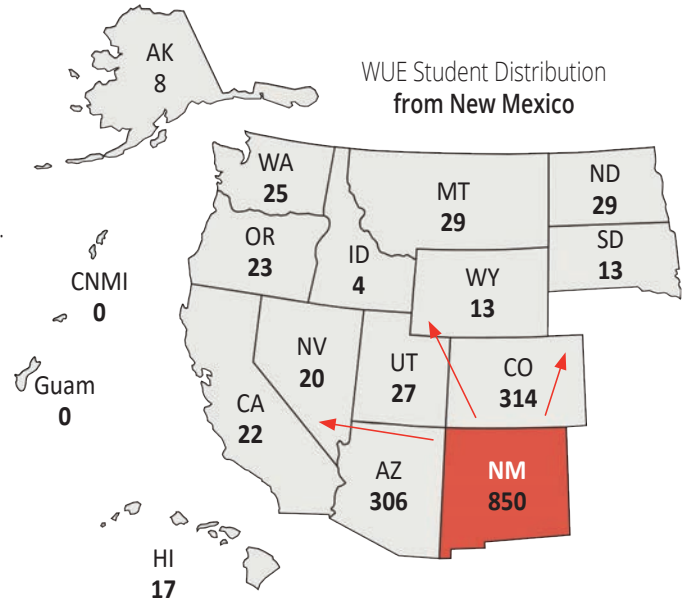 AK
8
WUE Student Distribution
from New Mexico
WA
25
MT
29
ND
29
OR
23
ID
4
SD
13
WY
13
CNMI
0
NV
20
UT
27
CO
314
Guam
0
CA
22
AZ
306
NM
850
HI
17